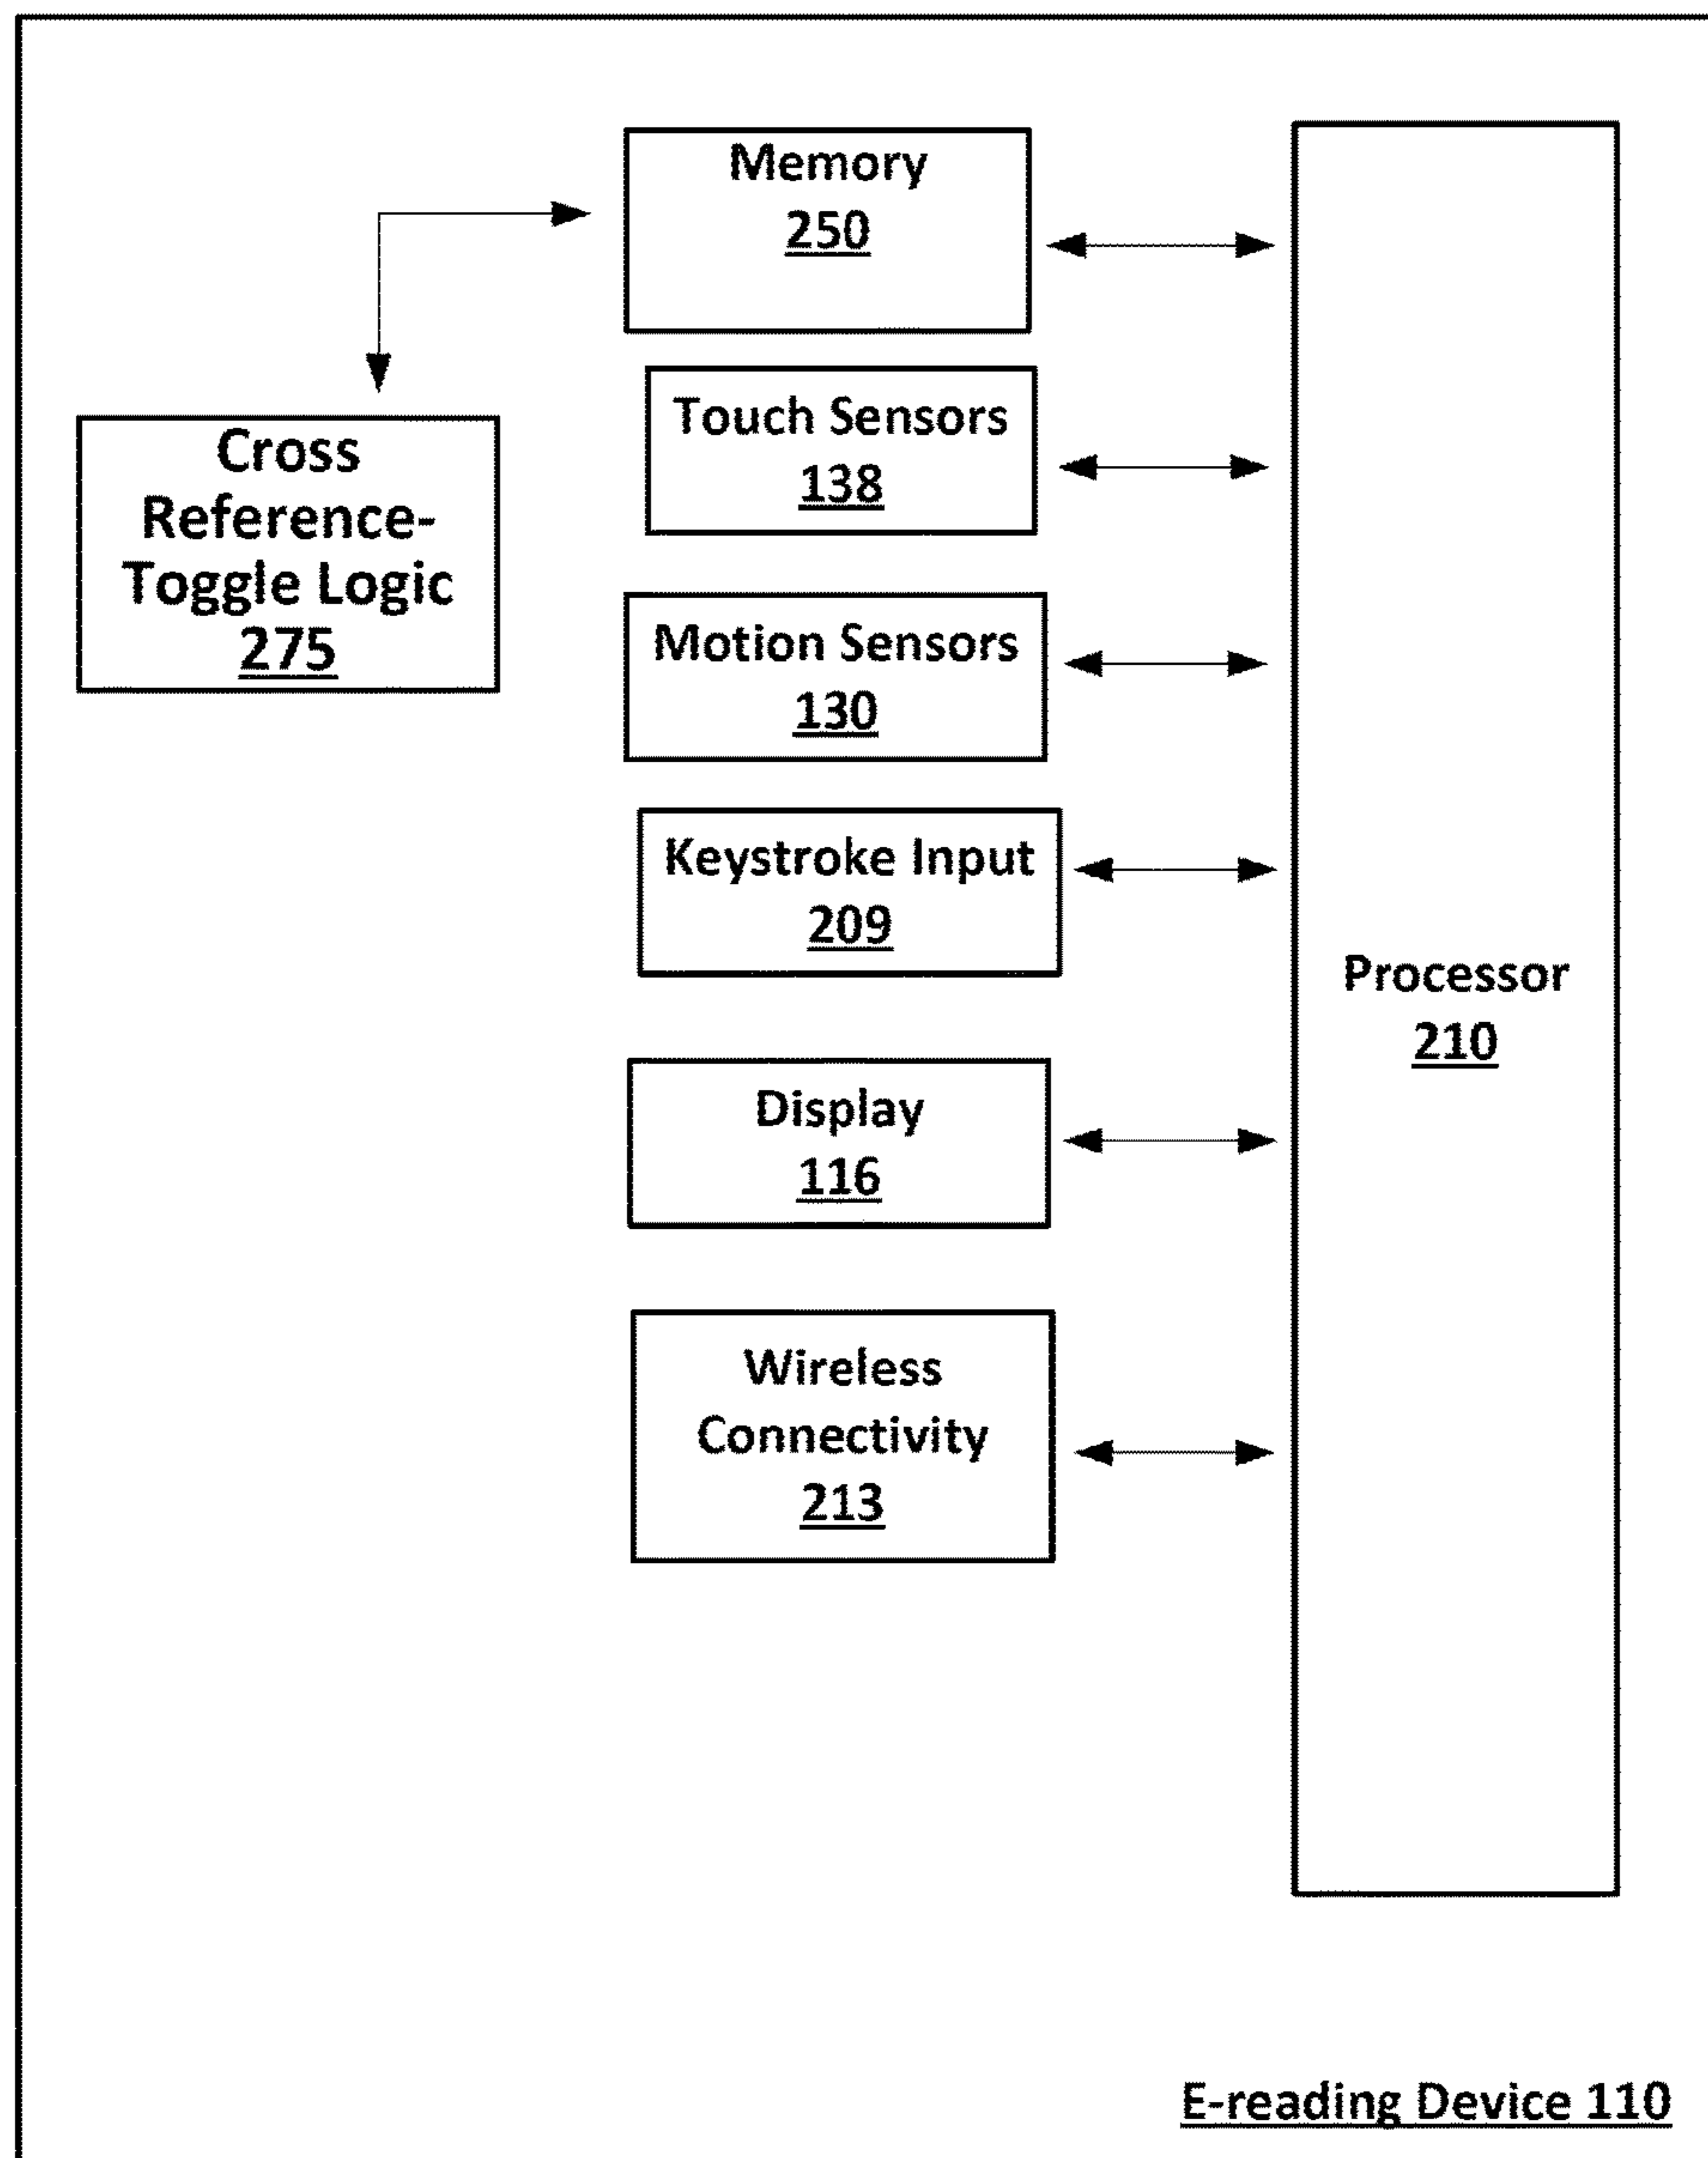 Memory
250
Cross
Reference-
Toggle Logic
275
Touch Sensors
138
Motion Sensors
130
Keystroke Input
209
Display
116
Wireless
Connectivity
213
Processor
210
E-reading Device 110